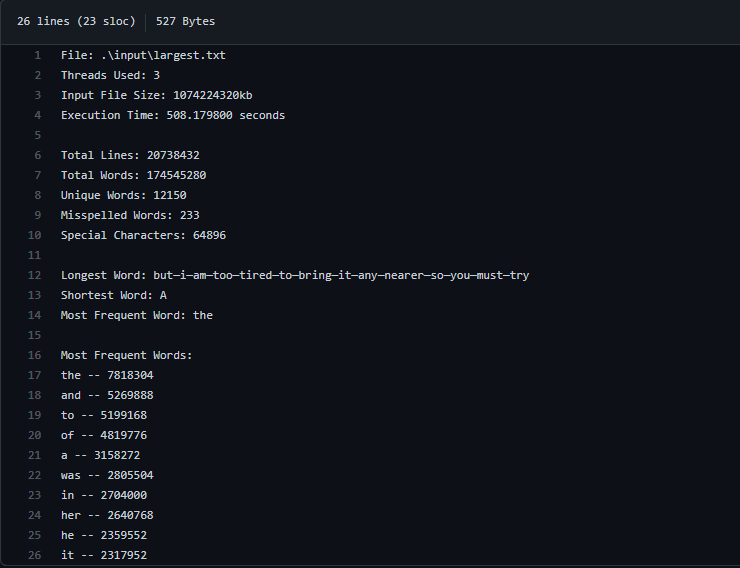 26 lines (23 sloc) 527 Bytes
1 File: .\input\largest.txt
2 Threads Used: 3
3 Input File Size: 1074224320kb
4 Execution Time: 508.179800 seconds
5
6 Total Lines: 20738432
7 Total Words: 174545280
8 Unique Words: 12150
9 Misspelled Words: 233
10 Special Characters: 64896
11
12 Longest Word: but—i—am—too—tired—to—bring—it—any—nearer—so—you—must—try
13 Shortest Word: A
14 Most Frequent Word: the
15
16 Most Frequent Words:
17 the -- 7818304
18 and -- 5269888
19 to -- 5199168
20 of -- 4819776
21 a -- 3158272
22 was -- 2805504
23 in -- 2704000
24 her -- 2640768
25 he -- 2359552
26 it -- 2317952